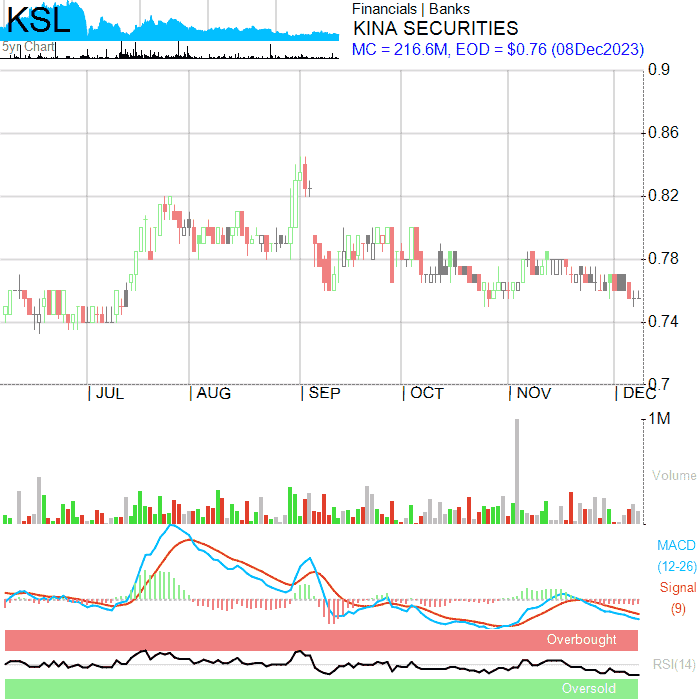 KSL
5yr Chart
Financials | Banks
KINA SECURITIES
MC = 216.6M, EOD = $0.76 (08Dec2023)
0.9
0.86
0.82
0.78
0.74
0.7
| JUL
| AUG
| SEP
| OCT
| NOV
| DEC
1M
Volume
MACD
(12-26)
Signal
(9)
Overbought
RSI(14)
Oversold